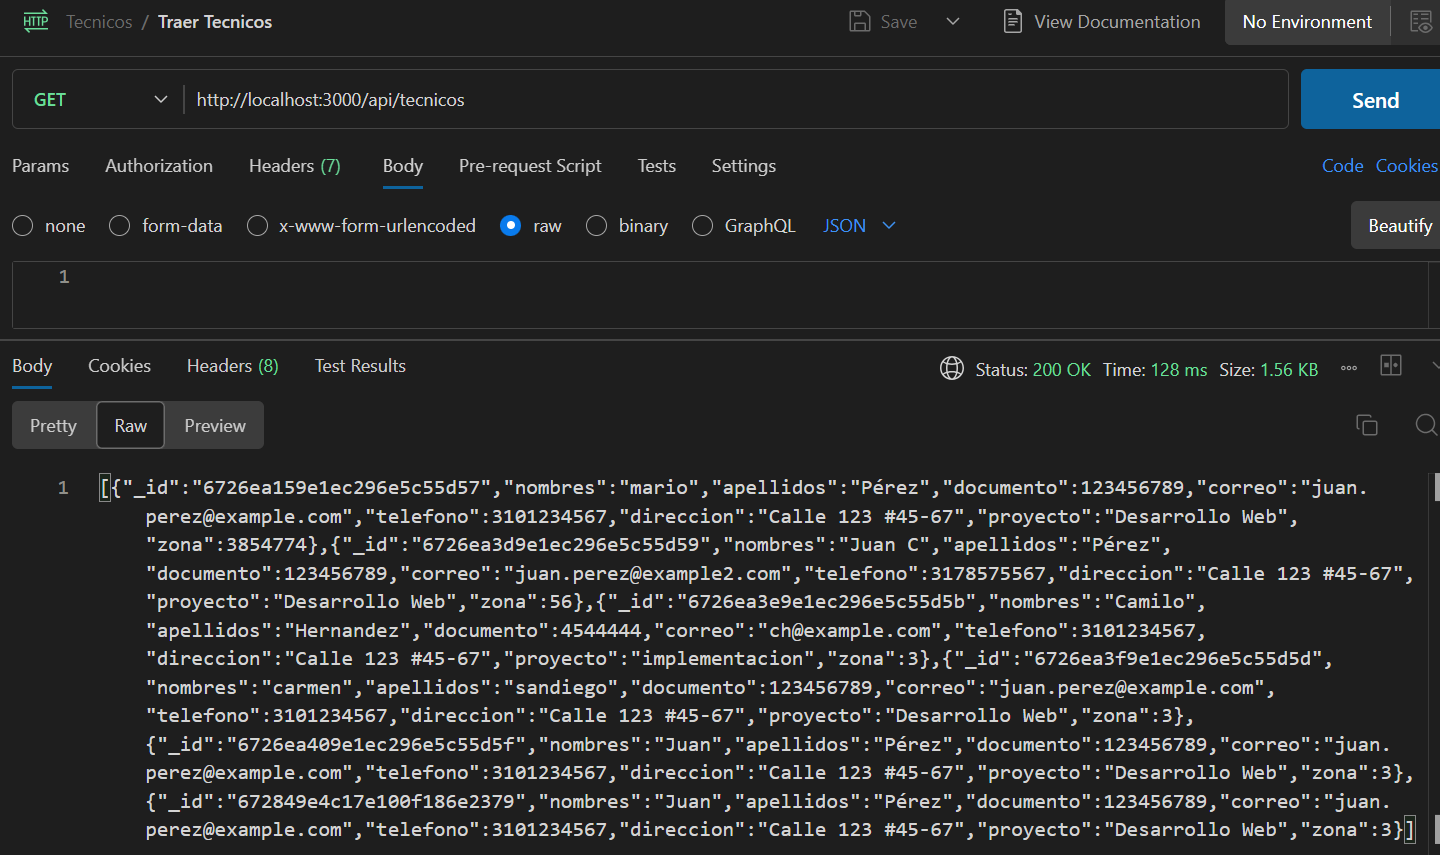 HTTP Tecnicos / Traer Tecnicos Save View Documentation No Environment
GET http://localhost:3000/api/tecnicos Send
Params Authorization Headers (7) Body Pre-request Script Tests Settings Code Cookies
none form-data x-www-form-urlencoded raw binary GraphQL JSON Beautify
1
Body Cookies Headers (8) Test Results Status: 200 OK Time: 128 ms Size: 1.56 KB
Pretty Raw Preview
1 [{"_id":"6726ea159e1ec296e5c55d57","nombres":"mario","apellidos":"Pérez","documento":123456789,"correo":"juan.
perez@example.com","telefono":3101234567,"direccion":"Calle 123 #45-67","proyecto":"Desarrollo Web",
"zona":3854774},{"_id":"6726ea3d9e1ec296e5c55d59","nombres":"Juan C","apellidos":"Pérez",
"documento":123456789,"correo":"juan.perez@example2.com","telefono":3178575567,"direccion":"Calle 123 #45-67",
"proyecto":"Desarrollo Web","zona":56},{"_id":"6726ea3e9e1ec296e5c55d5b","nombres":"Camilo",
"apellidos":"Hernandez","documento":4544444,"correo":"ch@example.com","telefono":3101234567,
"direccion":"Calle 123 #45-67","proyecto":"implementacion","zona":3},{"_id":"6726ea3f9e1ec296e5c55d5d",
"nombres":"carmen","apellidos":"sandiego","documento":123456789,"correo":"juan.perez@example.com",
"telefono":3101234567,"direccion":"Calle 123 #45-67","proyecto":"Desarrollo Web","zona":3},
{"_id":"6726ea409e1ec296e5c55d5f","nombres":"Juan","apellidos":"Pérez","documento":123456789,"correo":"juan.
perez@example.com","telefono":3101234567,"direccion":"Calle 123 #45-67","proyecto":"Desarrollo Web","zona":3},
{"_id":"672849e4c17e100f186e2379","nombres":"Juan","apellidos":"Pérez","documento":123456789,"correo":"juan.
perez@example.com","telefono":3101234567,"direccion":"Calle 123 #45-67","proyecto":"Desarrollo Web","zona":3}]